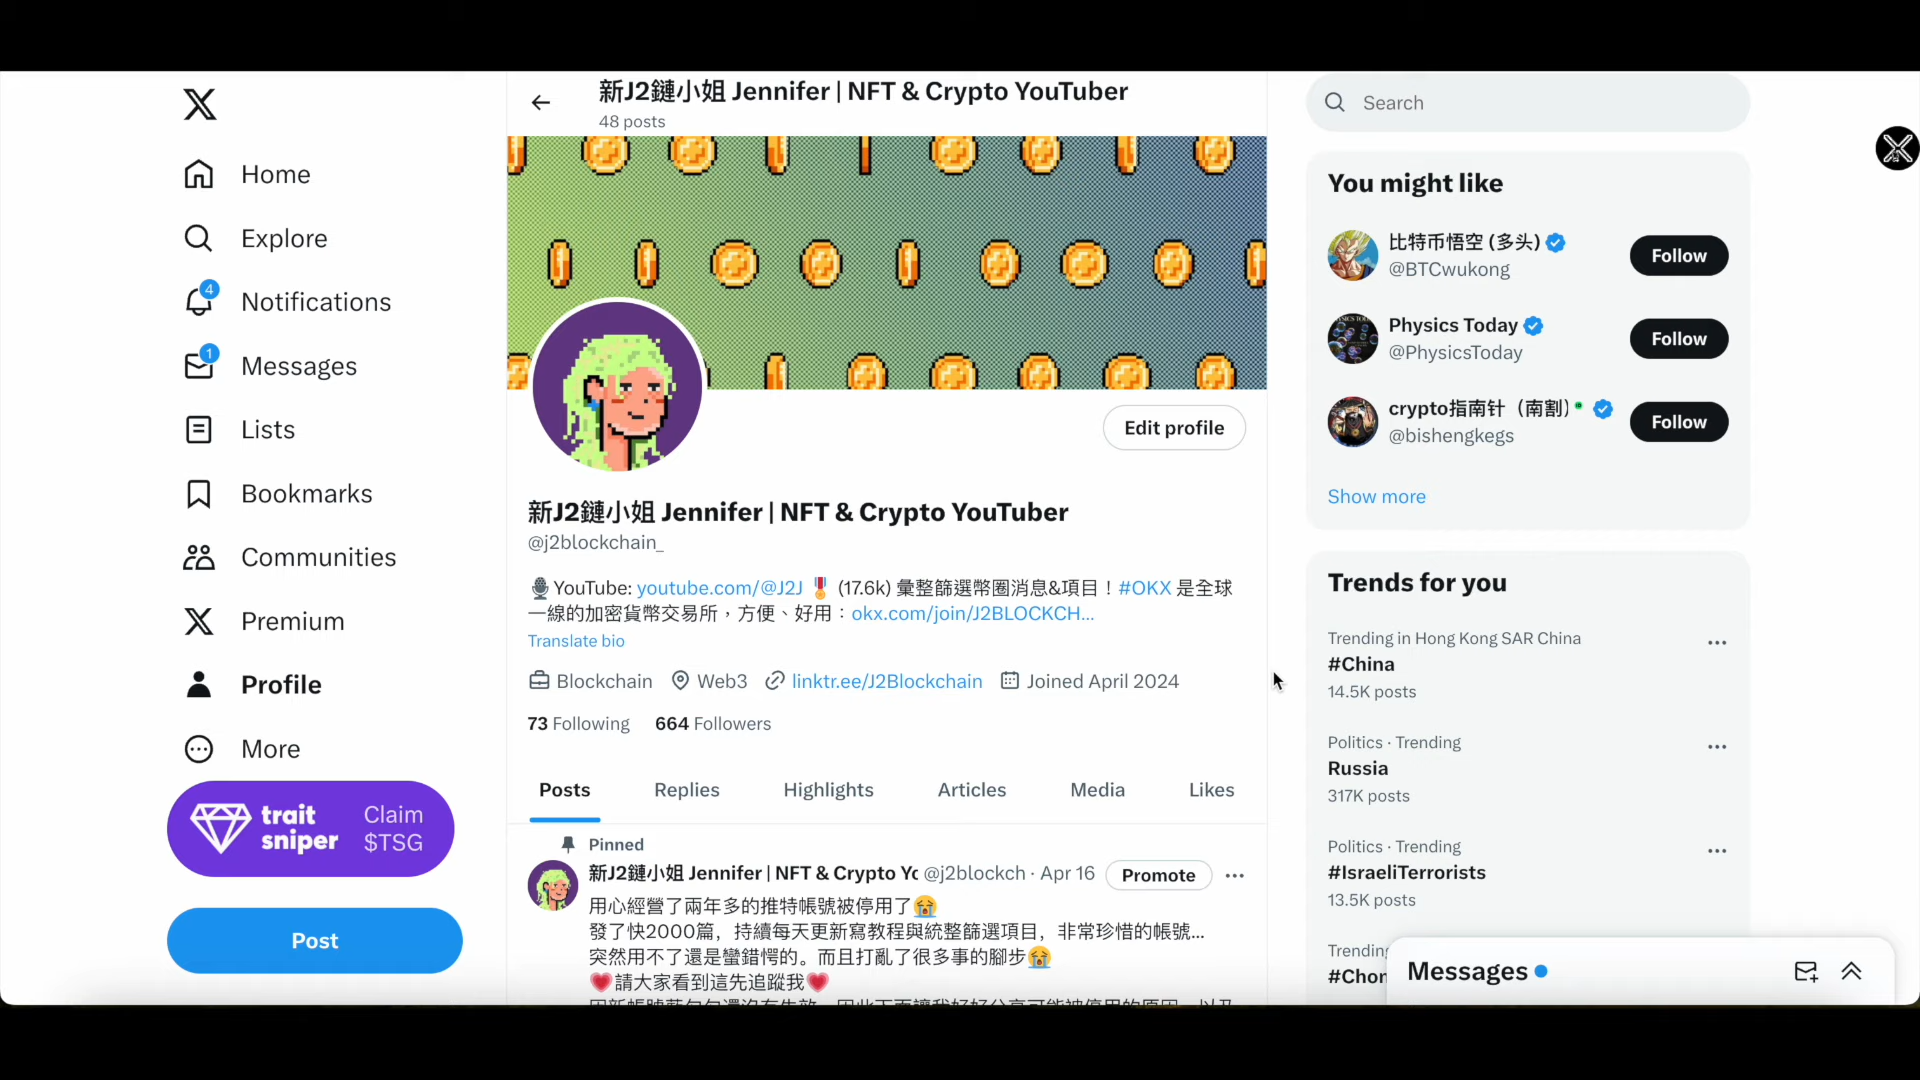 Home
Explore
4
Notifications
1
Messages
Lists
Bookmarks
Communities
Premium
Profile
More
trait
sniper
Claim
$TSG
Post
新J2鏈小姐 Jennifer | NFT & Crypto YouTuber
48 posts
Edit profile
新J2鏈小姐 Jennifer | NFT & Crypto YouTuber
@j2blockchain_
YouTube: youtube.com/@J2J (17.6k) 彙整篩選幣圈消息&項目！#OKX 是全球
一線的加密貨幣交易所，方便、好用：okx.com/join/J2BLOCKCH...
Translate bio
Blockchain Web3 linktr.ee/J2Blockchain Joined April 2024
73 Following 664 Followers
Posts Replies Highlights Articles Media Likes
Pinned
新J2鏈小姐 Jennifer | NFT & Crypto Yo @j2blockch · Apr 16 Promote
用心經營了兩年多的推特帳號被停用了😭
發了快2000篇，持續每天更新寫教程與統整篩選項目，非常珍惜的帳號...
突然用不了還是蠻錯愕的。而且打亂了很多事的腳步😭
❤️請大家看到這先追蹤我❤️
Search
You might like
比特币悟空 (多头)
@BTCwukong
Follow
Physics Today
@PhysicsToday
Follow
crypto指南针（南割）
@bishengkegs
Follow
Show more
Trends for you
Trending in Hong Kong SAR China
#China
14.5K posts
Politics · Trending
Russia
317K posts
Politics · Trending
#IsraeliTerrorists
13.5K posts
Trending
#Chon
Messages